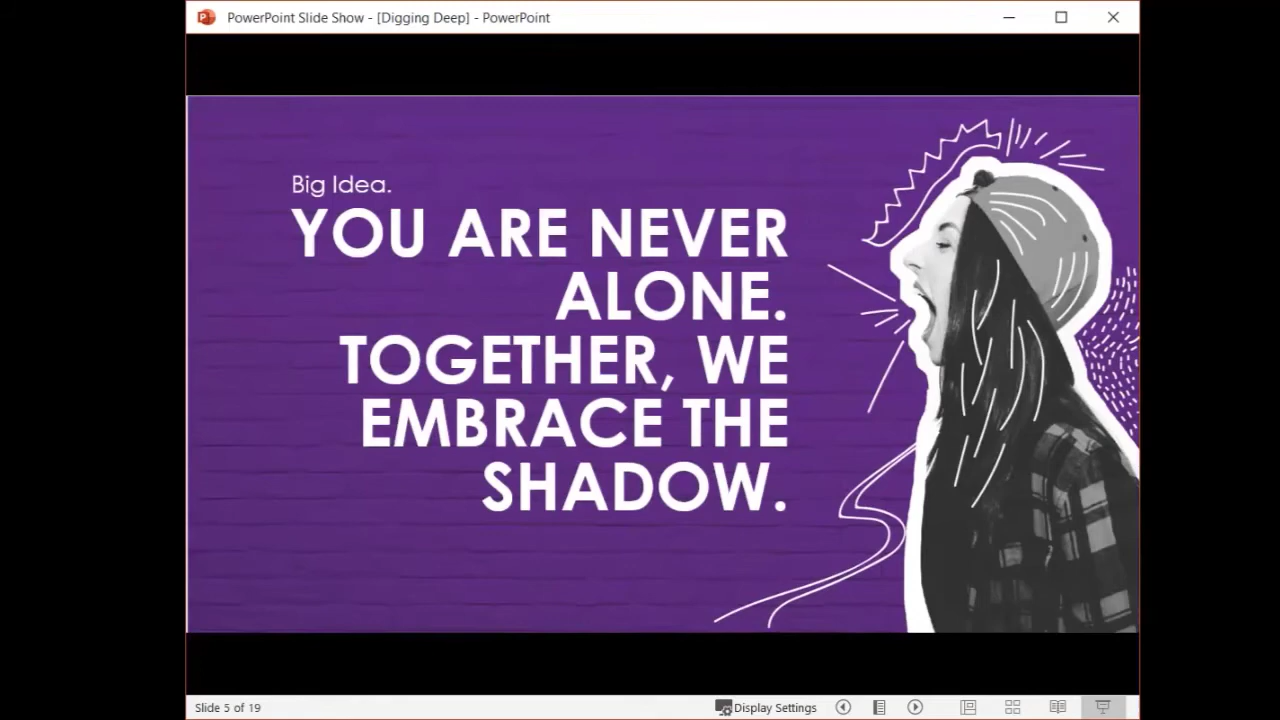 PowerPoint Slide Show - [Digging Deep] - PowerPoint
Big Idea.
YOU ARE NEVER
ALONE.
TOGETHER, WE
EMBRACE THE
SHADOW.
Slide 5 of 19
Display Settings